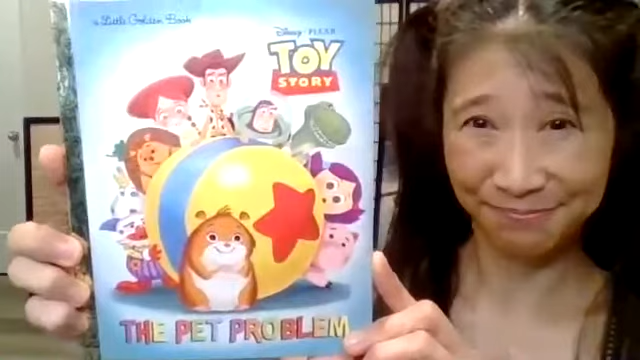 a Little Golden Book
Disney · PIXAR
TOY
STORY
THE PET PROBLEM